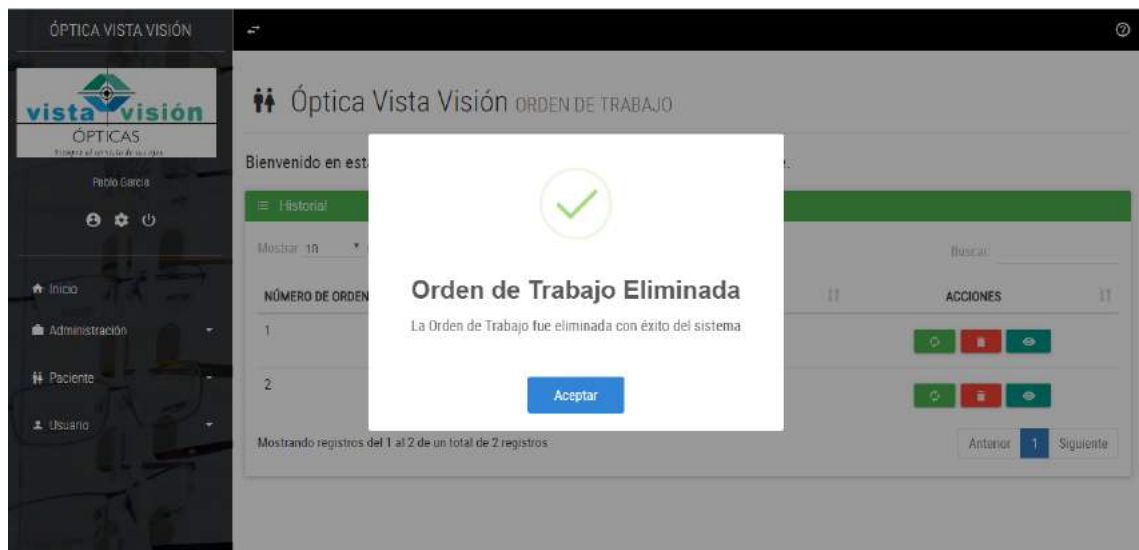 ÓPTICA VISTA VISIÓN
vista visión
ÓPTICAS
Pablo García
Inicio
Administración
Paciente
Usuario
Óptica Vista Visión ORDEN DE TRABAJO
Bienvenido en est
Historial
Mostrar 10
Buscar:
NÚMERO DE ORDEN
ACCIONES
1
2
Mostrando registros del 1 al 2 de un total de 2 registros
Anterior 1 Siguiente
Orden de Trabajo Eliminada
La Orden de Trabajo fue eliminada con éxito del sistema
Aceptar